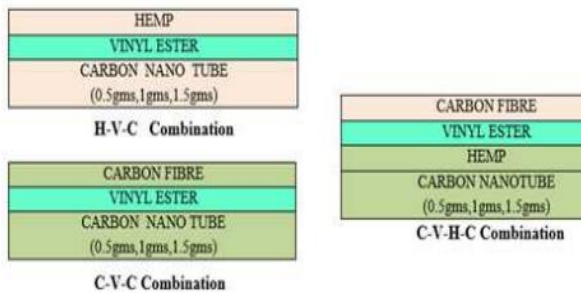 HEMP
VINYL ESTER
CARBON NANO TUBE
(0.5gms,1gms,1.5gms)
H-V-C Combination
CARBON FIBRE
VINYL ESTER
CARBON NANO TUBE
(0.5gms,1gms,1.5gms)
C-V-C Combination
CARBON FIBRE
VINYL ESTER
HEMP
CARBON NANOTUBE
(0.5gms,1gms,1.5gms)
C-V-H-C Combination